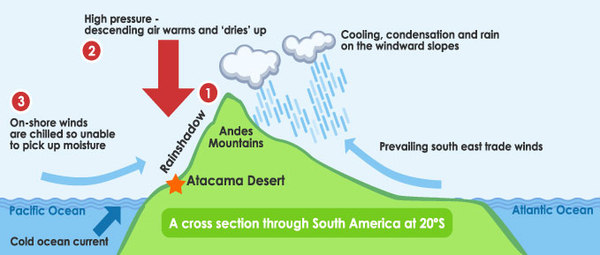 High pressure -
descending air warms and 'dries' up
2
Cooling, condensation and rain
on the windward slopes
1
3
On-shore winds
are chilled so unable
to pick up moisture
Rainshadow
Andes
Mountains
Prevailing south east trade winds
Atacama Desert
Pacific Ocean
Atlantic Ocean
A cross section through South America at 20°S
Cold ocean current